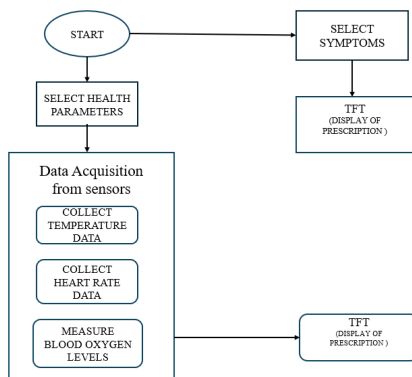 START
SELECT
SYMPTOMS
SELECT HEALTH
PARAMETERS
TFT
(DISPLAY OF
PRESCRIPTION )
Data Acquisition
from sensors
COLLECT
TEMPERATURE
DATA
COLLECT
HEART RATE
DATA
MEASURE
BLOOD OXYGEN
LEVELS
TFT
(DISPLAY OF
PRESCRIPTION )